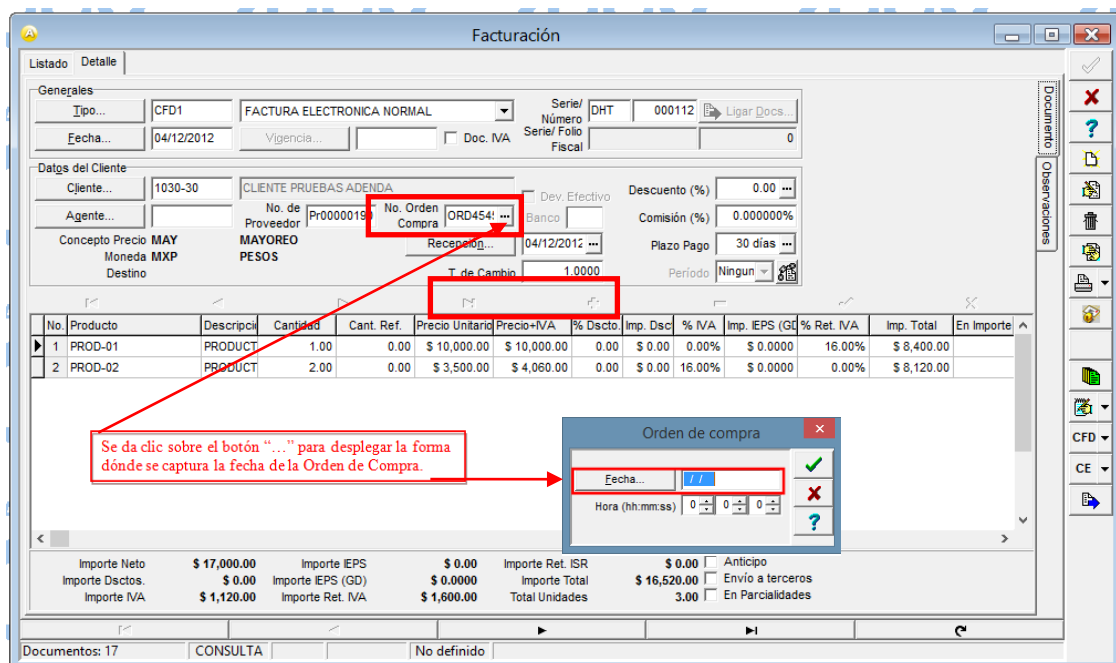 Facturación
Listado Detalle
Generales
Tipo... CFD1 FACTURA ELECTRONICA NORMAL Serie/ Número DHT 000112 Ligar Docs...
Fecha... 04/12/2012 Vigencia... Doc. IVA Serie/ Folio Fiscal 0
Datos del Cliente
Cliente... 1030-30 CLIENTE PRUEBAS ADENDA Dev. Efectivo Descuento (%) 0.00 ...
Agente... No. de Proveedor Pr00000190 No. Orden Compra ORD454 ... Banco Comisión (%) 0.000000%
Concepto Precio MAY MAYOREO Recepción... 04/12/2012 ... Plazo Pago 30 días ...
Moneda MXP PESOS
Destino T. de Cambio 1.0000 Periodo Ningun
No. Producto Descripci Cantidad Cant. Ref. Precio Unitario Precio+IVA % Dscto. Imp. Dsct % IVA Imp. IEPS (GD % Ret. IVA Imp. Total En Importe
1 PROD-01 PRODUCT 1.00 0.00 $ 10,000.00 $ 10,000.00 0.00 $ 0.00 0.00% $ 0.0000 16.00% $ 8,400.00
2 PROD-02 PRODUCT 2.00 0.00 $ 3,500.00 $ 4,060.00 0.00 $ 0.00 16.00% $ 0.0000 0.00% $ 8,120.00
Se da clic sobre el botón “…” para desplegar la forma
dónde se captura la fecha de la Orden de Compra.
Orden de compra
Fecha... / /
Hora (hh:mm:ss) 0 0 0
Importe Neto $ 17,000.00 Importe IEPS $ 0.00 Importe Ret. ISR $ 0.00 Anticipo
Importe Dsctos. $ 0.00 Importe IEPS (GD) $ 0.0000 Importe Total $ 16,520.00 Envío a terceros
Importe IVA $ 1,120.00 Importe Ret. IVA $ 1,600.00 Total Unidades 3.00 En Parcialidades
Documentos: 17 CONSULTA No definido
Documento
Observaciones
CFD
CE